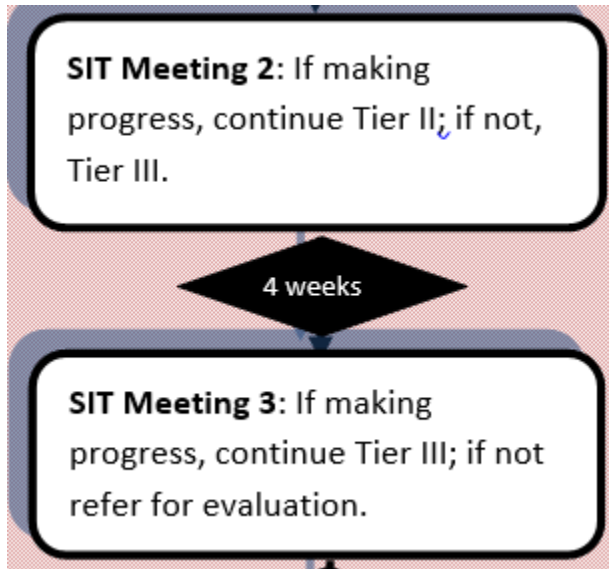 SIT Meeting 2: If making
progress, continue Tier II; if not,
Tier III.
4 weeks
SIT Meeting 3: If making
progress, continue Tier III; if not
refer for evaluation.